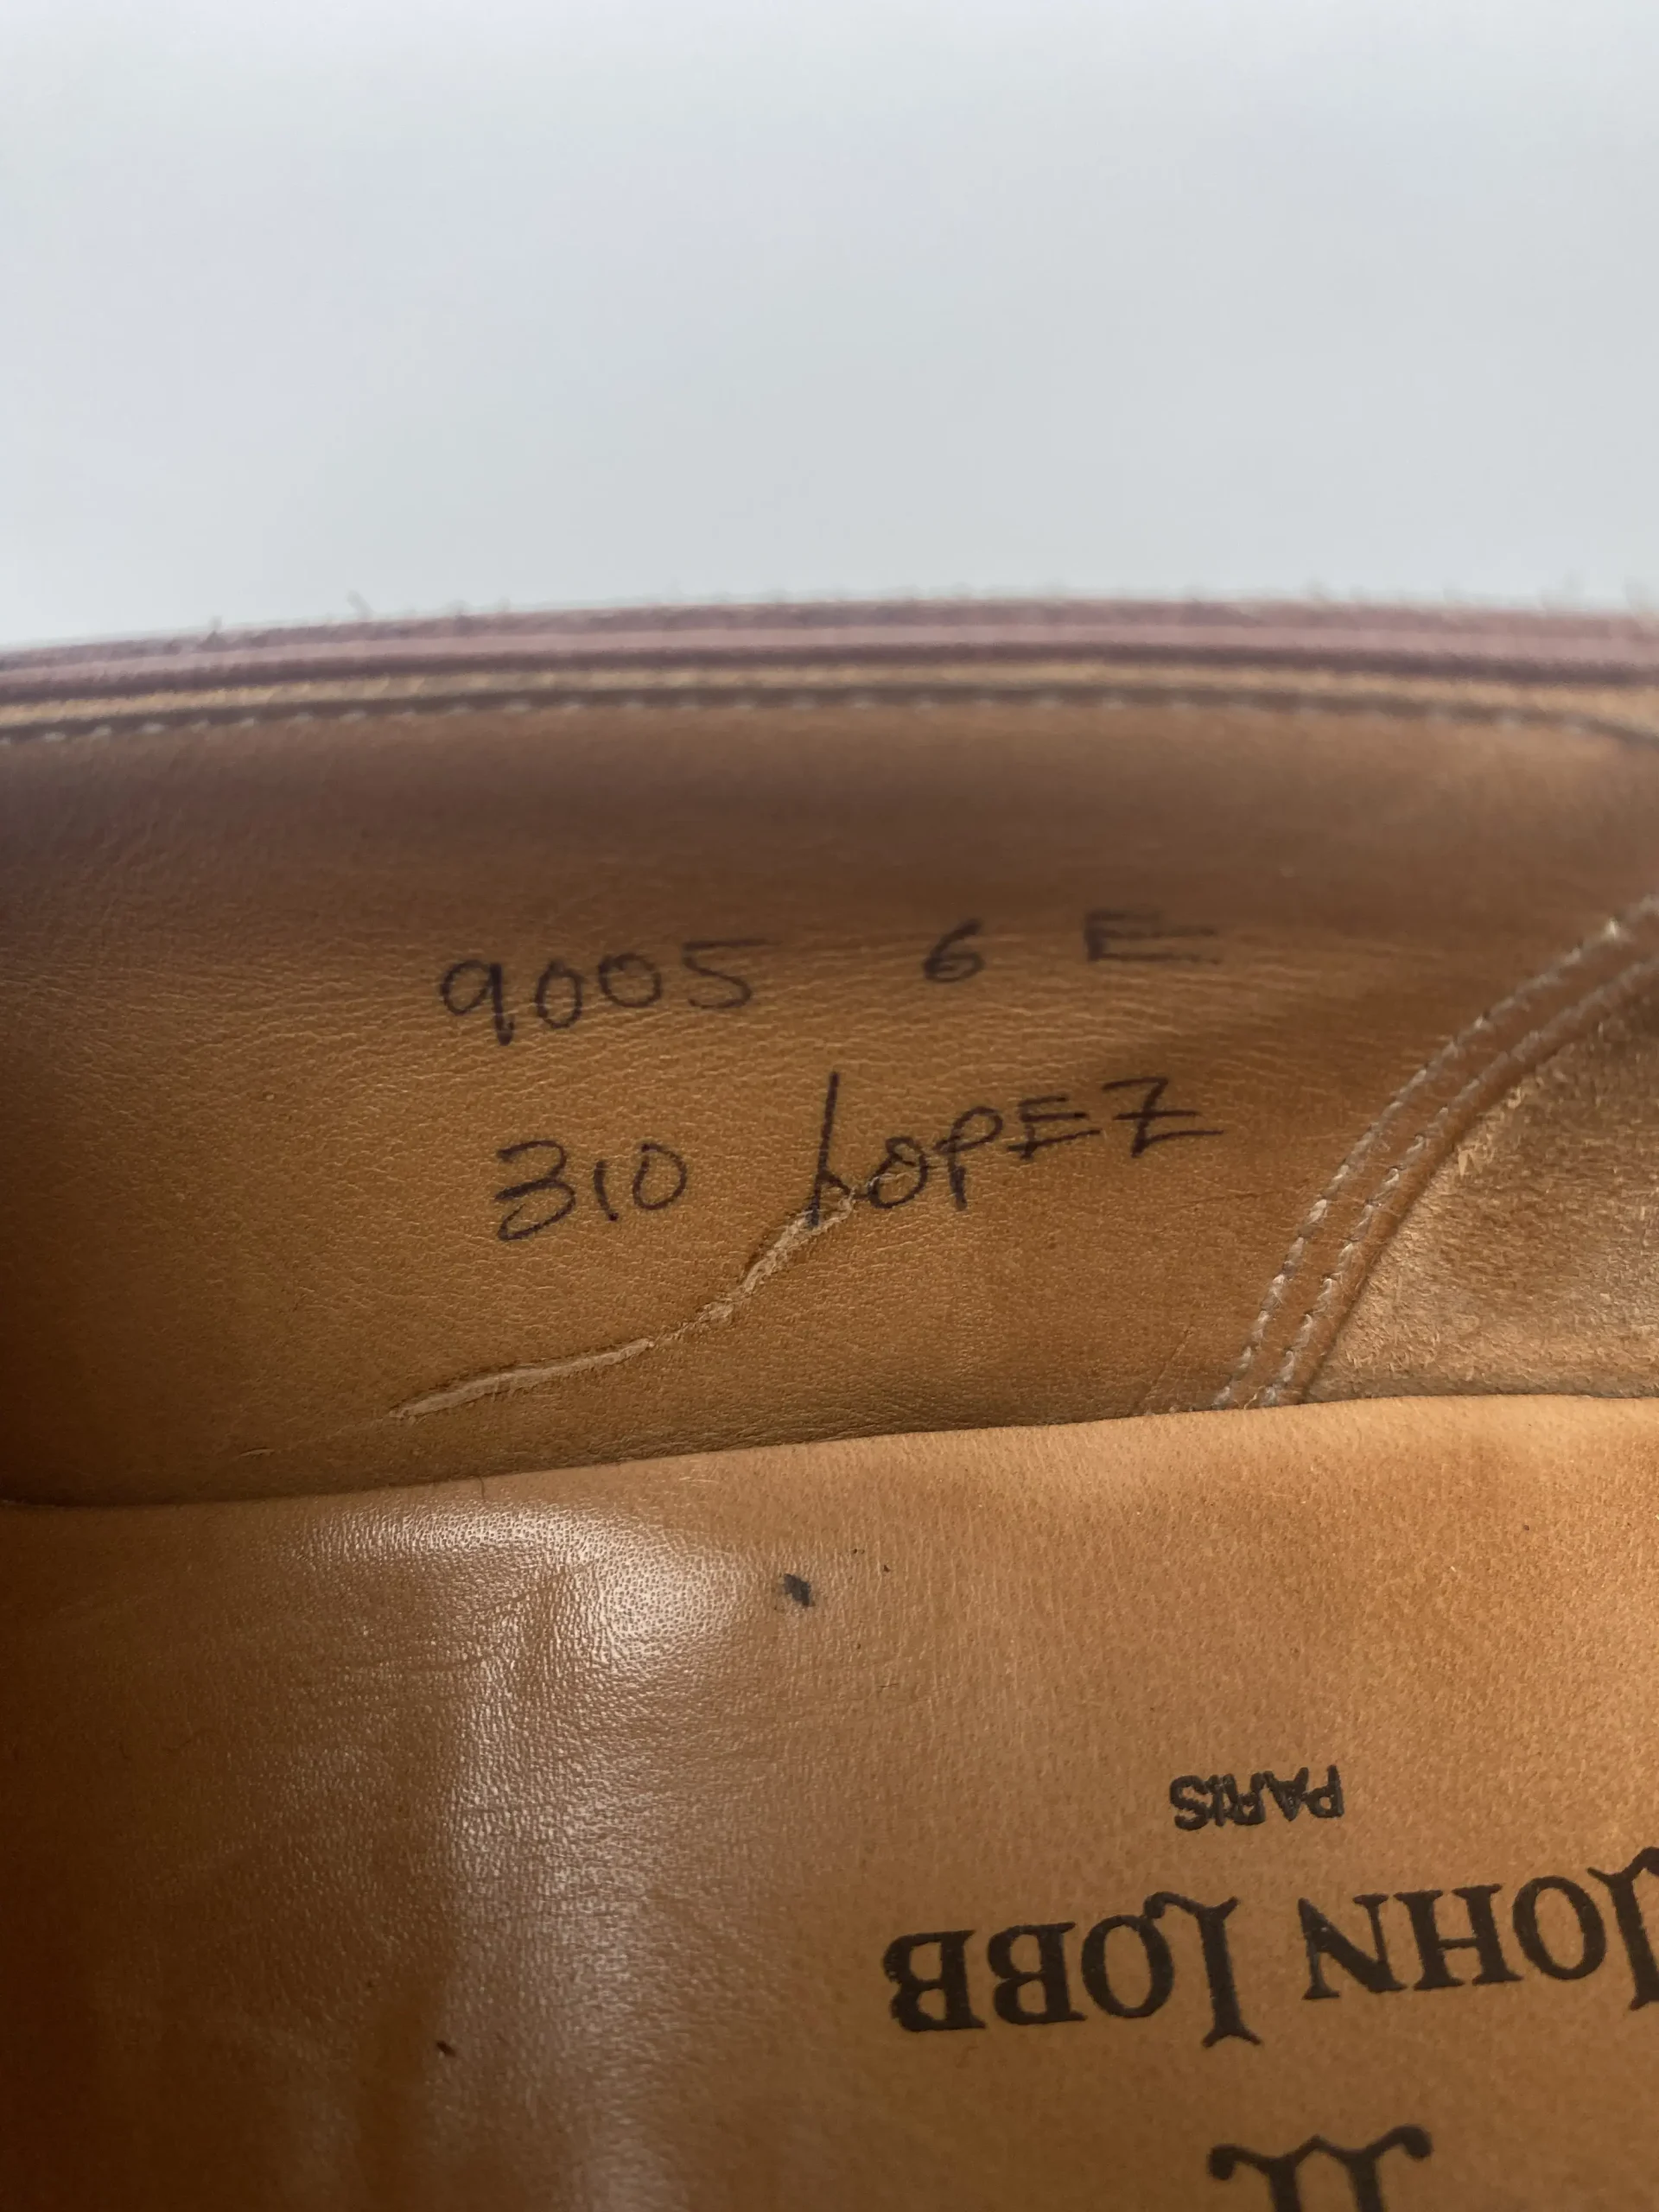 9005 6 E
310 LOPEZ
PARIS
JOHN LOBB